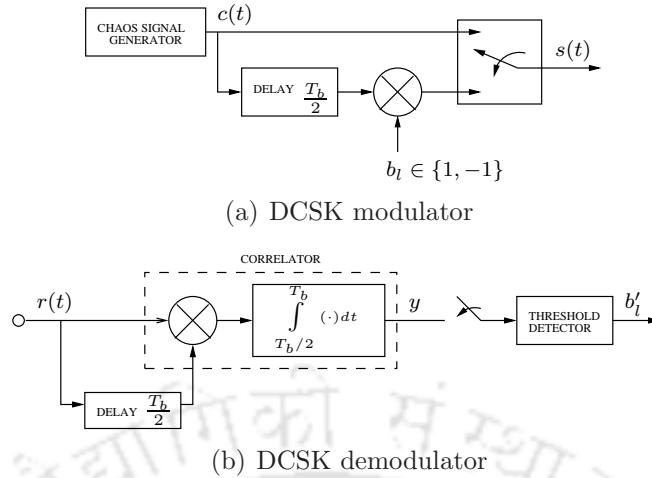 CHAOS SIGNAL
GENERATOR
c(t)
s(t)
DELAY T_b/2
b_l ∈ {1, −1}
(a) DCSK modulator
CORRELATOR
r(t)
T_b
∫ (·)dt
T_b/2
y
THRESHOLD
DETECTOR
b'_l
DELAY T_b/2
(b) DCSK demodulator